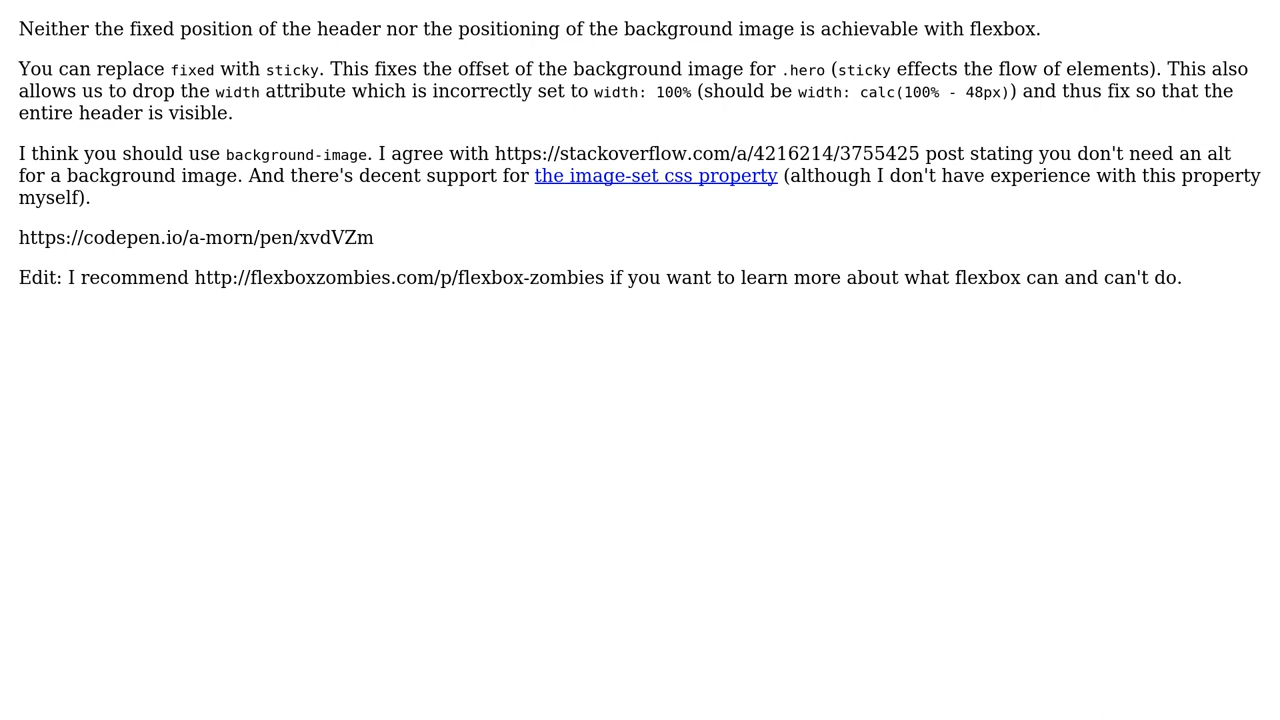 Neither the fixed position of the header nor the positioning of the background image is achievable with flexbox.
You can replace fixed with sticky. This fixes the offset of the background image for .hero (sticky effects the flow of elements). This also
allows us to drop the width attribute which is incorrectly set to width: 100% (should be width: calc(100% - 48px)) and thus fix so that the
entire header is visible.
I think you should use background-image. I agree with https://stackoverflow.com/a/4216214/3755425 post stating you don't need an alt
for a background image. And there's decent support for the image-set css property (although I don't have experience with this property
myself).
https://codepen.io/a-morn/pen/xvdVZm
Edit: I recommend http://flexboxzombies.com/p/flexbox-zombies if you want to learn more about what flexbox can and can't do.